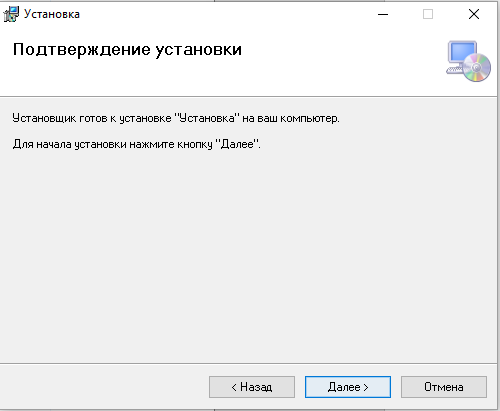 Установка
Подтверждение установки
Установщик готов к установке "Установка" на ваш компьютер.
Для начала установки нажмите кнопку "Далее".
< Назад
Далее >
Отмена